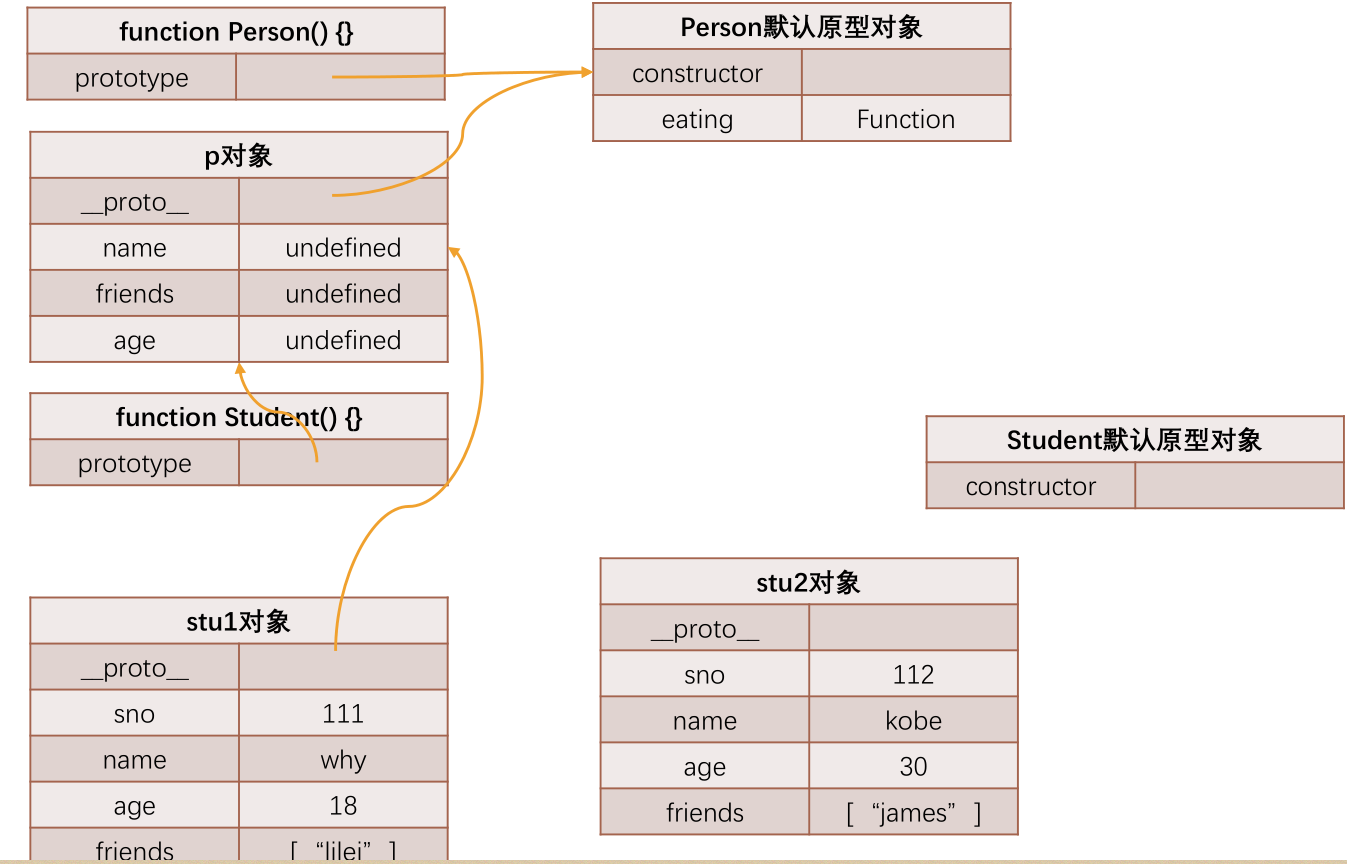 function Person() {}
prototype
Person默认原型对象
constructor
eating Function
p对象
__proto__
name undefined
friends undefined
age undefined
function Student() {}
prototype
Student默认原型对象
constructor
stu1对象
__proto__
sno 111
name why
age 18
friends [ “lilei” ]
stu2对象
__proto__
sno 112
name kobe
age 30
friends [ “james” ]